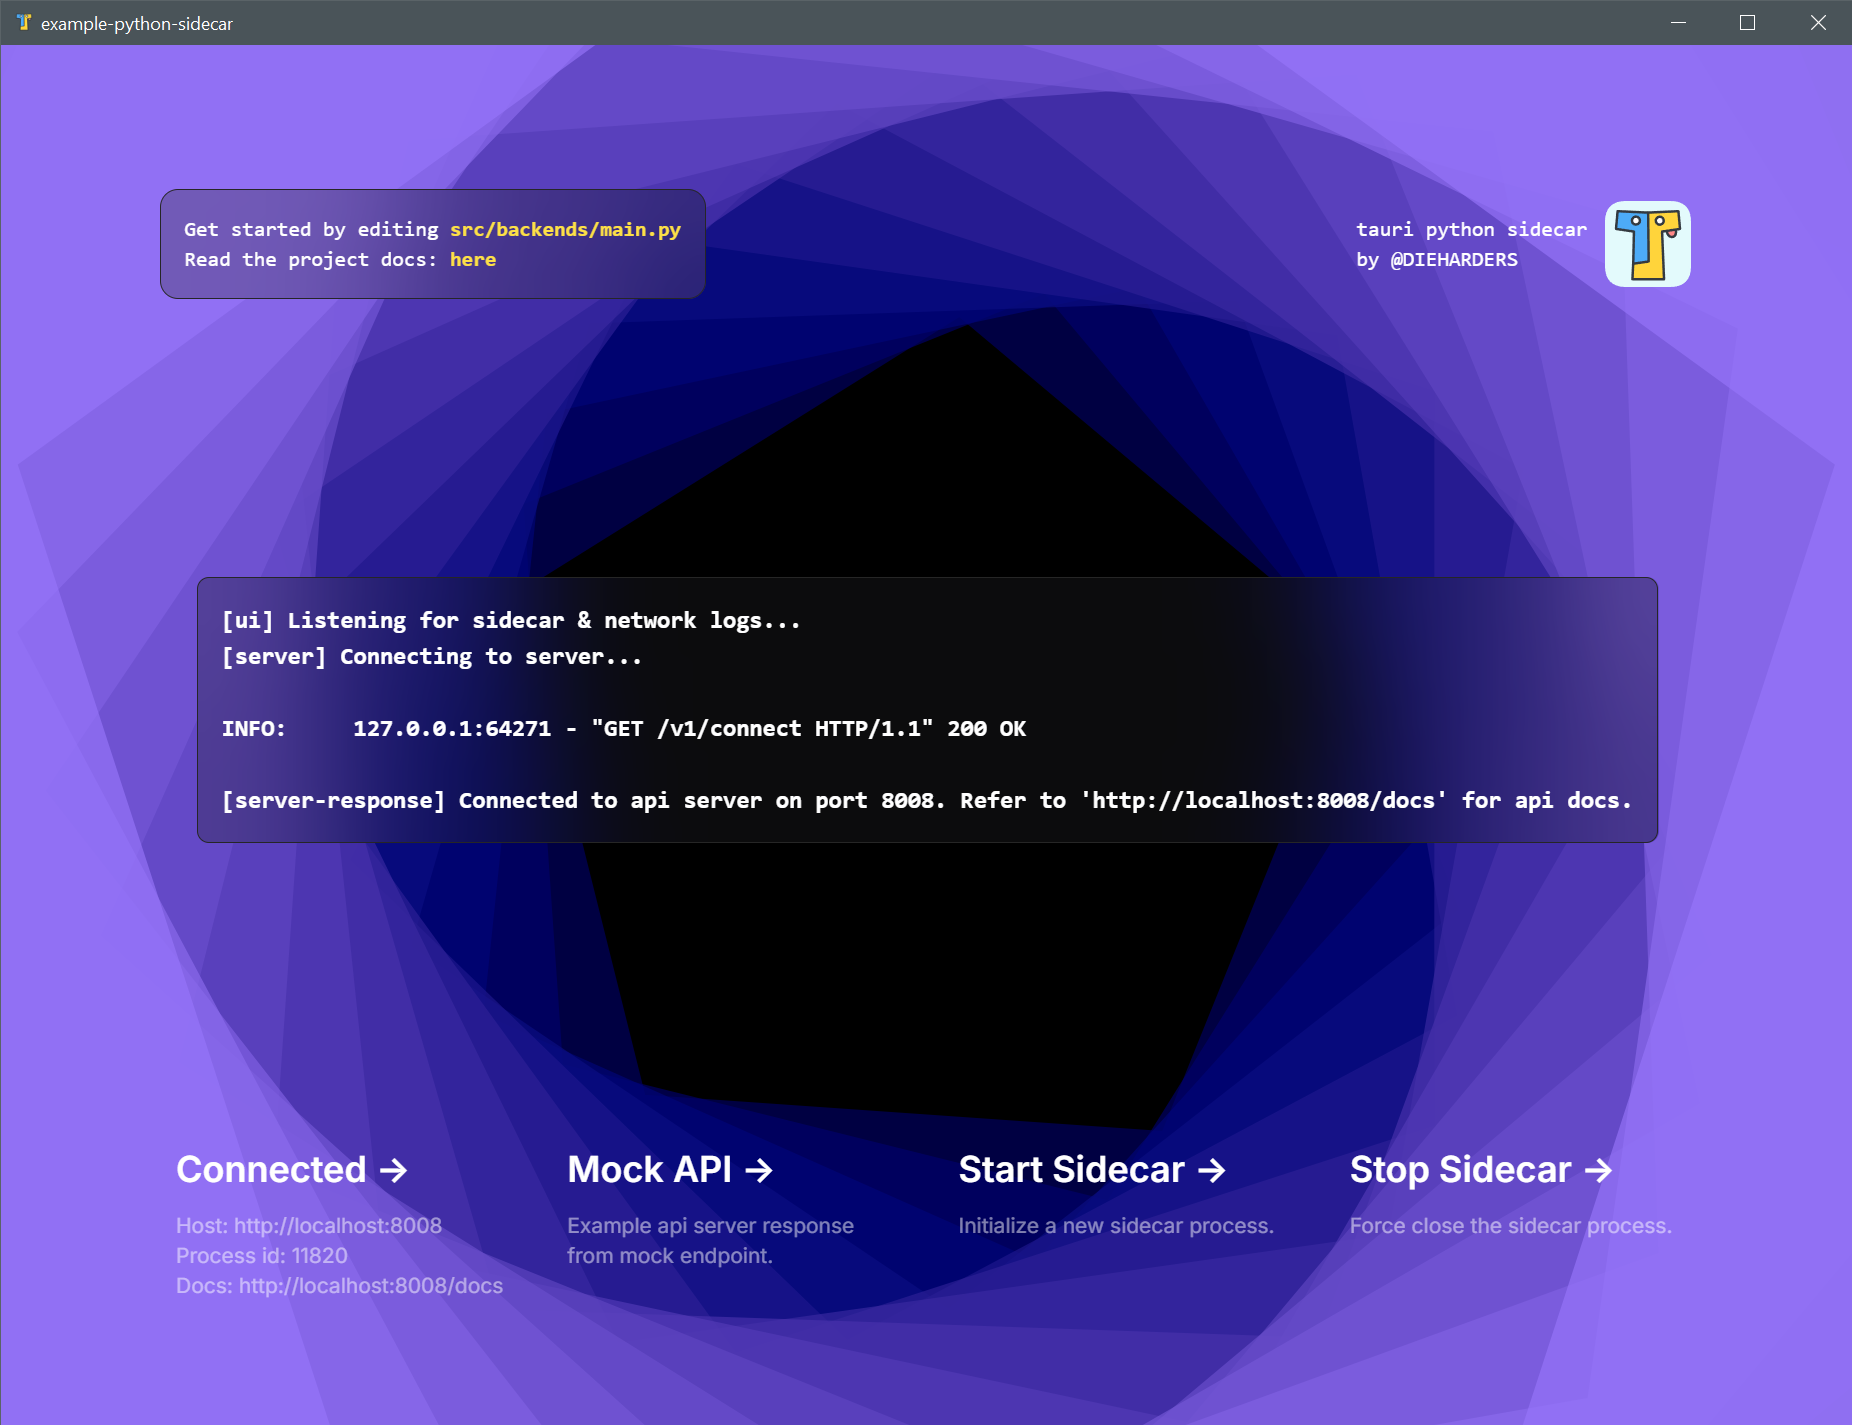 example-python-sidecar
Get started by editing src/backends/main.py
Read the project docs: here
tauri python sidecar
by @DIEHARDERS
[ui] Listening for sidecar & network logs...
[server] Connecting to server...
INFO:     127.0.0.1:64271 - "GET /v1/connect HTTP/1.1" 200 OK
[server-response] Connected to api server on port 8008. Refer to 'http://localhost:8008/docs' for api docs.
Connected →
Host: http://localhost:8008
Process id: 11820
Docs: http://localhost:8008/docs
Mock API →
Example api server response
from mock endpoint.
Start Sidecar →
Initialize a new sidecar process.
Stop Sidecar →
Force close the sidecar process.